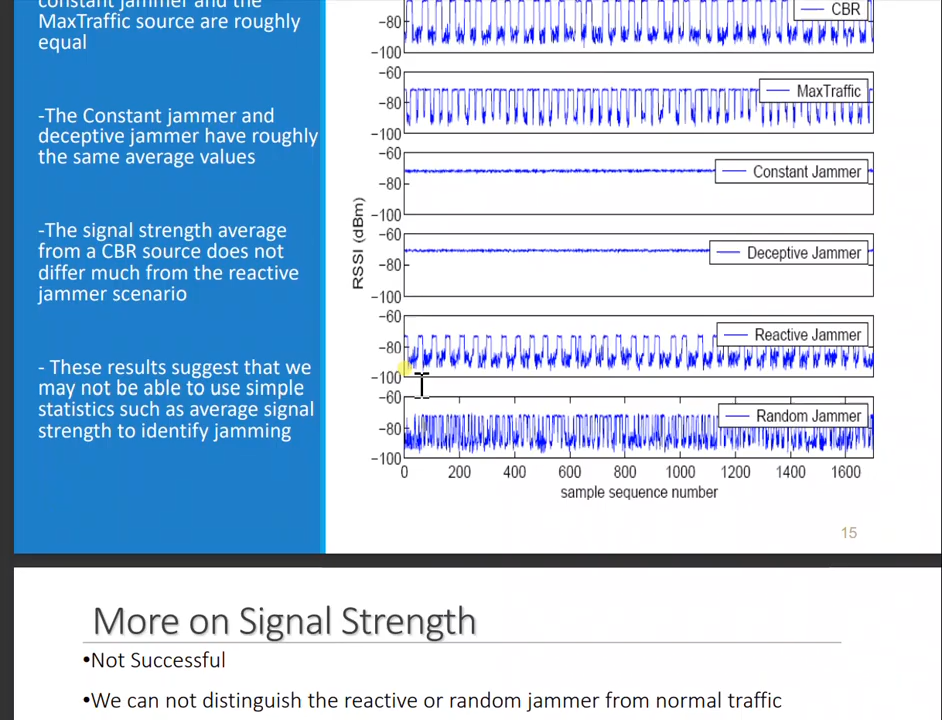 constant jammer and the
MaxTraffic source are roughly
equal
-The Constant jammer and
deceptive jammer have roughly
the same average values
-The signal strength average
from a CBR source does not
differ much from the reactive
jammer scenario
- These results suggest that we
may not be able to use simple
statistics such as average signal
strength to identify jamming
RSSI (dBm)
−80
−100
CBR
−60
−80
−100
MaxTraffic
−60
−80
−100
Constant Jammer
−60
−80
−100
Deceptive Jammer
−60
−80
−100
Reactive Jammer
−60
−80
−100
Random Jammer
0 200 400 600 800 1000 1200 1400 1600
sample sequence number
15
More on Signal Strength
•Not Successful
•We can not distinguish the reactive or random jammer from normal traffic